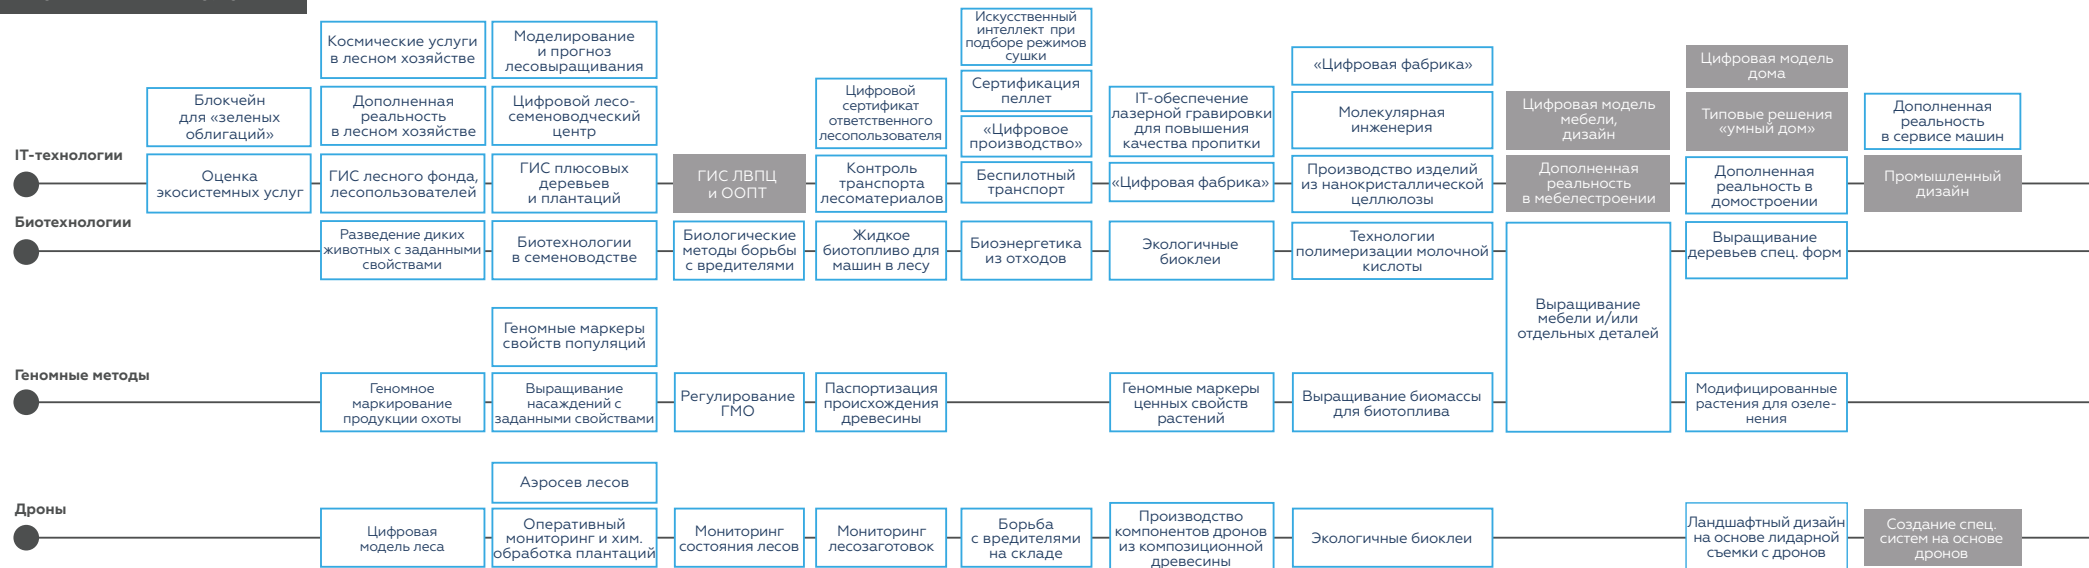 IT-технологии
Блокчейн
для «зеленых
облигаций»
Оценка
экосистемных услуг
Космические услуги
в лесном хозяйстве
Дополненная
реальность
в лесном хозяйстве
ГИС лесного фонда,
лесопользователей
Моделирование
и прогноз
лесовыращивания
Цифровой лесо-
семеноводческий
центр
ГИС плюсовых
деревьев
и плантаций
ГИС ЛВПЦ
и ООПТ
Цифровой
сертификат
ответственного
лесопользователя
Контроль
транспорта
лесоматериалов
Искусственный
интеллект при
подборе режимов
сушки
Сертификация
пеллет
«Цифровое
производство»
Беспилотный
транспорт
IT-обеспечение
лазерной гравировки
для повышения
качества пропитки
«Цифровая фабрика»
«Цифровая фабрика»
Молекулярная
инженерия
Производство изделий
из нанокристаллической
целлюлозы
Цифровая модель
мебели,
дизайн
Дополненная
реальность
в мебелестроении
Цифровая модель
дома
Типовые решения
«умный дом»
Дополненная
реальность в
домостроении
Дополненная
реальность
в сервисе машин
Промышленный
дизайн
Биотехнологии
Разведение диких
животных с заданными
свойствами
Биотехнологии
в семеноводстве
Биологические
методы борьбы
с вредителями
Жидкое
биотопливо для
машин в лесу
Биоэнергетика
из отходов
Экологичные
биоклеи
Технологии
полимеризации молочной
кислоты
Выращивание
мебели и/или
отдельных деталей
Выращивание
деревьев спец. форм
Геномные методы
Геномное
маркирование
продукции охоты
Геномные маркеры
свойств популяций
Выращивание
насаждений с
заданными свойствами
Регулирование
ГМО
Паспортизация
происхождения
древесины
Геномные маркеры
ценных свойств
растений
Выращивание биомассы
для биотоплива
Модифицированные
растения для озеле-
нения
Дроны
Цифровая
модель леса
Аэросев лесов
Оперативный
мониторинг и хим.
обработка плантаций
Мониторинг
состояния лесов
Мониторинг
лесозаготовок
Борьба
с вредителями
на складе
Производство
компонентов дронов
из композиционной
древесины
Экологичные биоклеи
Ландшафтный дизайн
на основе лидарной
съемки с дронов
Создание спец.
систем на основе
дронов